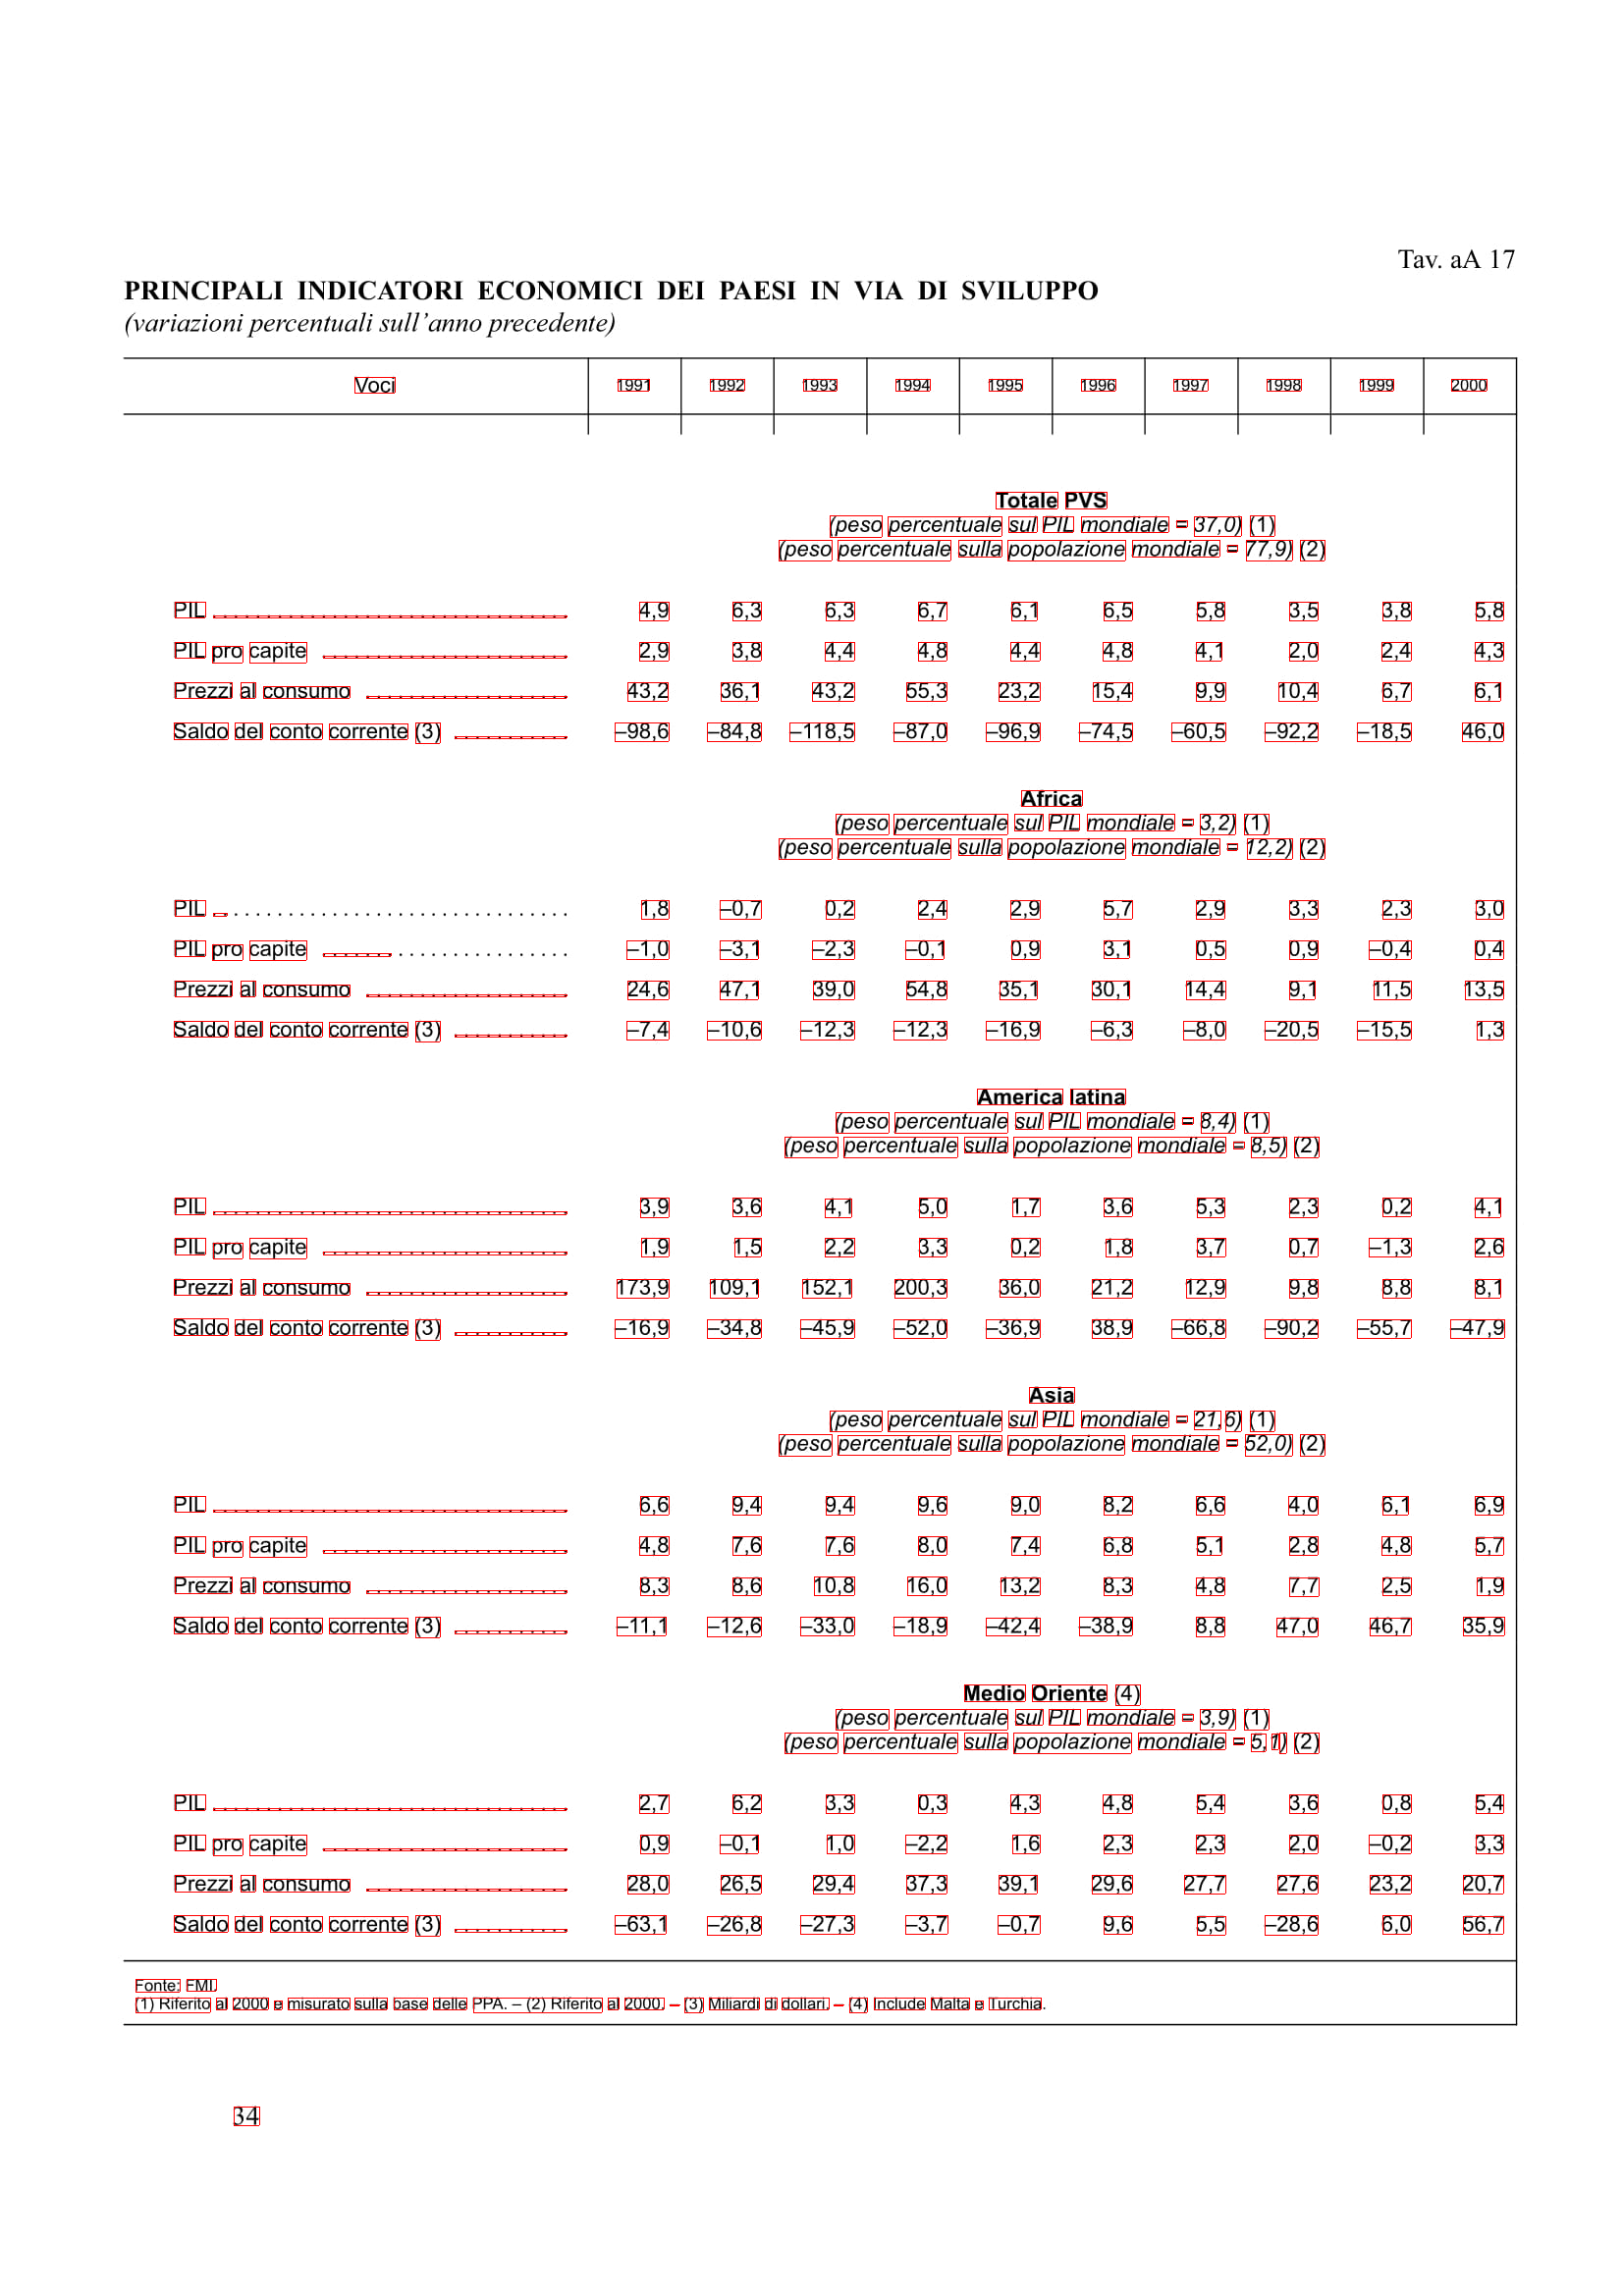 Tav. aA 17
PRINCIPALI INDICATORI ECONOMICI DEI PAESI IN VIA DI SVILUPPO
(variazioni percentuali sull'anno precedente)
Voci 1991 1992 1993 1994 1995 1996 1997 1998 1999 2000
Totale PVS
(peso percentuale sul PIL mondiale = 37,0) (1)
(peso percentuale sulla popolazione mondiale = 77,9) (2)
PIL 4,9 6,3 6,3 6,7 6,1 6,5 5,8 3,5 3,8 5,8
PIL pro capite 2,9 3,8 4,4 4,8 4,4 4,8 4,1 2,0 2,4 4,3
Prezzi al consumo 43,2 36,1 43,2 55,3 23,2 15,4 9,9 10,4 6,7 6,1
Saldo del conto corrente (3) –98,6 –84,8 –118,5 –87,0 –96,9 –74,5 –60,5 –92,2 –18,5 46,0
Africa
(peso percentuale sul PIL mondiale = 3,2) (1)
(peso percentuale sulla popolazione mondiale = 12,2) (2)
PIL 1,8 –0,7 0,2 2,4 2,9 5,7 2,9 3,3 2,3 3,0
PIL pro capite –1,0 –3,1 –2,3 –0,1 0,9 3,1 0,5 0,9 –0,4 0,4
Prezzi al consumo 24,6 47,1 39,0 54,8 35,1 30,1 14,4 9,1 11,5 13,5
Saldo del conto corrente (3) –7,4 –10,6 –12,3 –12,3 –16,9 –6,3 –8,0 –20,5 –15,5 1,3
America latina
(peso percentuale sul PIL mondiale = 8,4) (1)
(peso percentuale sulla popolazione mondiale = 8,5) (2)
PIL 3,9 3,6 4,1 5,0 1,7 3,6 5,3 2,3 0,2 4,1
PIL pro capite 1,9 1,5 2,2 3,3 0,2 1,8 3,7 0,7 –1,3 2,6
Prezzi al consumo 173,9 109,1 152,1 200,3 36,0 21,2 12,9 9,8 8,8 8,1
Saldo del conto corrente (3) –16,9 –34,8 –45,9 –52,0 –36,9 38,9 –66,8 –90,2 –55,7 –47,9
Asia
(peso percentuale sul PIL mondiale = 21,6) (1)
(peso percentuale sulla popolazione mondiale = 52,0) (2)
PIL 6,6 9,4 9,4 9,6 9,0 8,2 6,6 4,0 6,1 6,9
PIL pro capite 4,8 7,6 7,6 8,0 7,4 6,8 5,1 2,8 4,8 5,7
Prezzi al consumo 8,3 8,6 10,8 16,0 13,2 8,3 4,8 7,7 2,5 1,9
Saldo del conto corrente (3) –11,1 –12,6 –33,0 –18,9 –42,4 –38,9 8,8 47,0 46,7 35,9
Medio Oriente (4)
(peso percentuale sul PIL mondiale = 3,9) (1)
(peso percentuale sulla popolazione mondiale = 5,1) (2)
PIL 2,7 6,2 3,3 0,3 4,3 4,8 5,4 3,6 0,8 5,4
PIL pro capite 0,9 –0,1 1,0 –2,2 1,6 2,3 2,3 2,0 –0,2 3,3
Prezzi al consumo 28,0 26,5 29,4 37,3 39,1 29,6 27,7 27,6 23,2 20,7
Saldo del conto corrente (3) –63,1 –26,8 –27,3 –3,7 –0,7 9,6 5,5 –28,6 6,0 56,7
Fonte: FMI.
(1) Riferito al 2000 e misurato sulla base delle PPA. – (2) Riferito al 2000. – (3) Miliardi di dollari. – (4) Include Malta e Turchia.
34